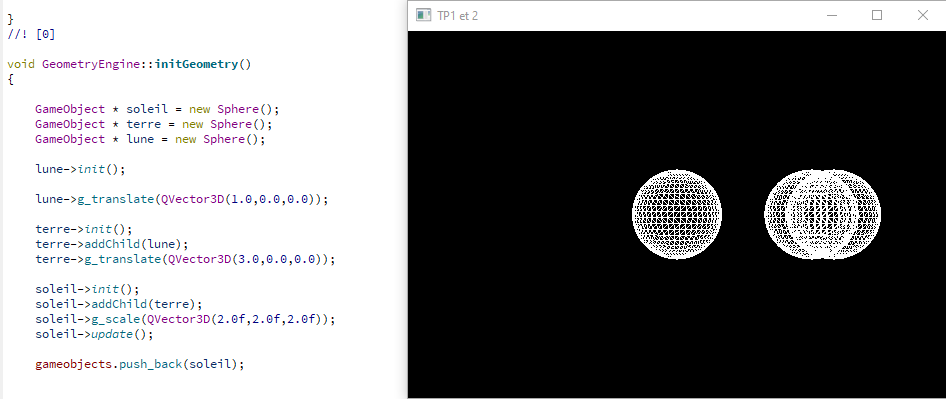 }
//! [0]
void GeometryEngine::initGeometry()
{
GameObject * soleil = new Sphere();
GameObject * terre = new Sphere();
GameObject * lune = new Sphere();
lune->init();
lune->g_translate(QVector3D(1.0,0.0,0.0));
terre->init();
terre->addChild(lune);
terre->g_translate(QVector3D(3.0,0.0,0.0));
soleil->init();
soleil->addChild(terre);
soleil->g_scale(QVector3D(2.0f,2.0f,2.0f));
soleil->update();
gameobjects.push_back(soleil);
TP1 et 2